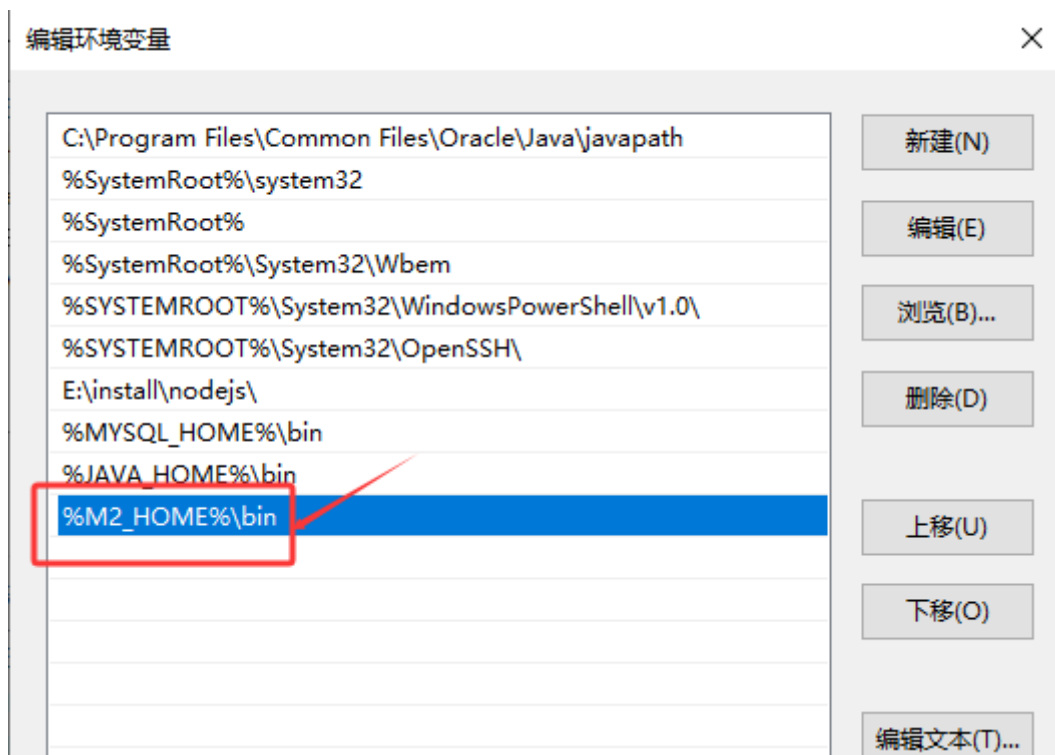 编辑环境变量
C:\Program Files\Common Files\Oracle\Java\javapath
%SystemRoot%\system32
%SystemRoot%
%SystemRoot%\System32\Wbem
%SYSTEMROOT%\System32\WindowsPowerShell\v1.0\
%SYSTEMROOT%\System32\OpenSSH\
E:\install\nodejs\
%MYSQL_HOME%\bin
%JAVA_HOME%\bin
%M2_HOME%\bin
新建(N)
编辑(E)
浏览(B)...
删除(D)
上移(U)
下移(O)
编辑文本(T)...